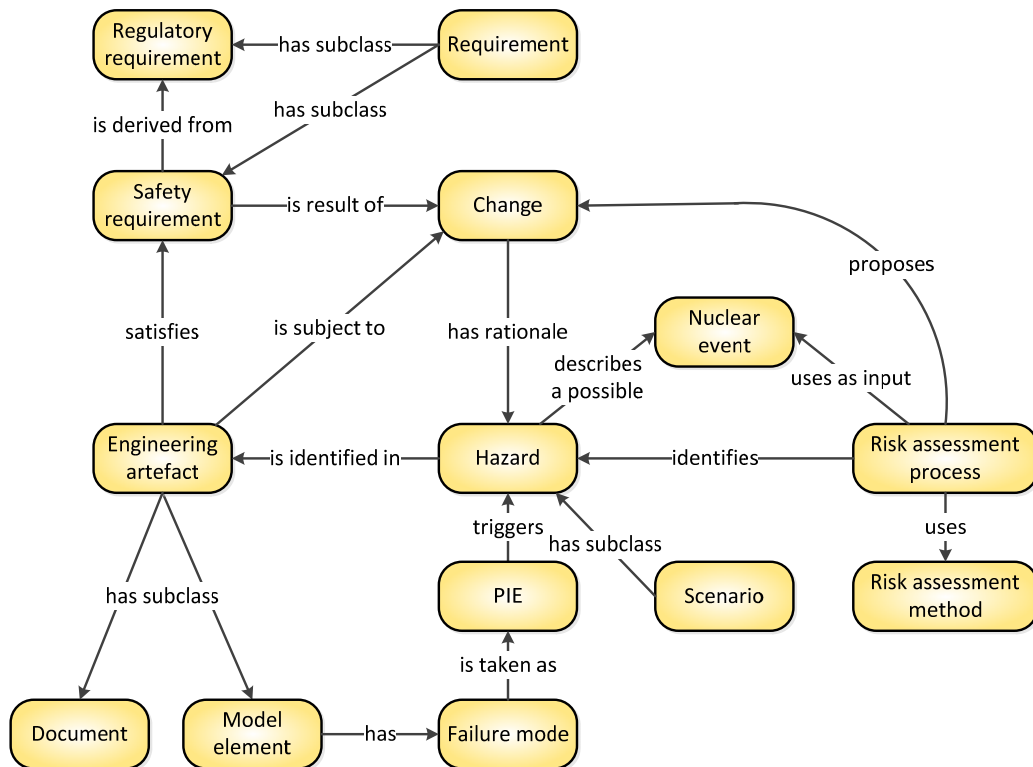 Regulatory
requirement
has subclass
Requirement
has subclass
is derived from
Safety
requirement
is result of
Change
proposes
satisfies
is subject to
has rationale
Nuclear
event
describes
a possible
uses as input
Engineering
artefact
is identified in
Hazard
identifies
Risk assessment
process
triggers
uses
has subclass
has subclass
PIE
Scenario
Risk assessment
method
is taken as
Document
Model
element
has
Failure mode